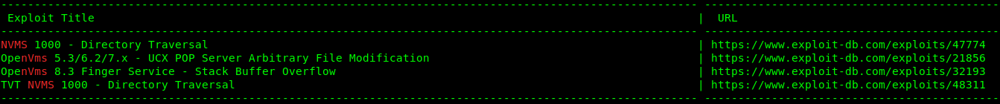 Exploit Title | URL
NVMS 1000 - Directory Traversal | https://www.exploit-db.com/exploits/47774
OpenVms 5.3/6.2/7.x - UCX POP Server Arbitrary File Modification | https://www.exploit-db.com/exploits/21856
OpenVms 8.3 Finger Service - Stack Buffer Overflow | https://www.exploit-db.com/exploits/32193
TVT NVMS 1000 - Directory Traversal | https://www.exploit-db.com/exploits/48311